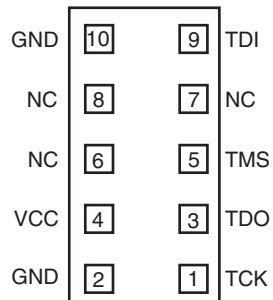 GND 10 9 TDI
NC 8 7 NC
NC 6 5 TMS
VCC 4 3 TDO
GND 2 1 TCK